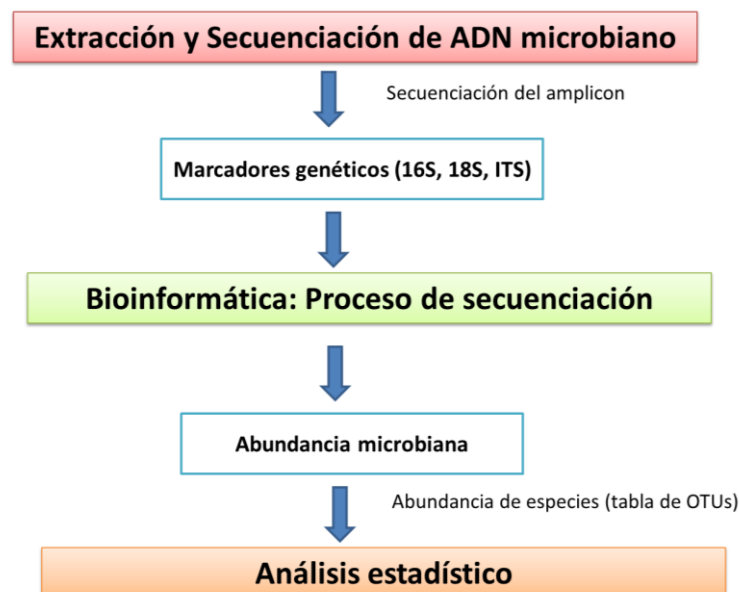 Extracción y Secuenciación de ADN microbiano
Secuenciación del amplicon
Marcadores genéticos (16S, 18S, ITS)
Bioinformática: Proceso de secuenciación
Abundancia microbiana
Abundancia de especies (tabla de OTUs)
Análisis estadístico